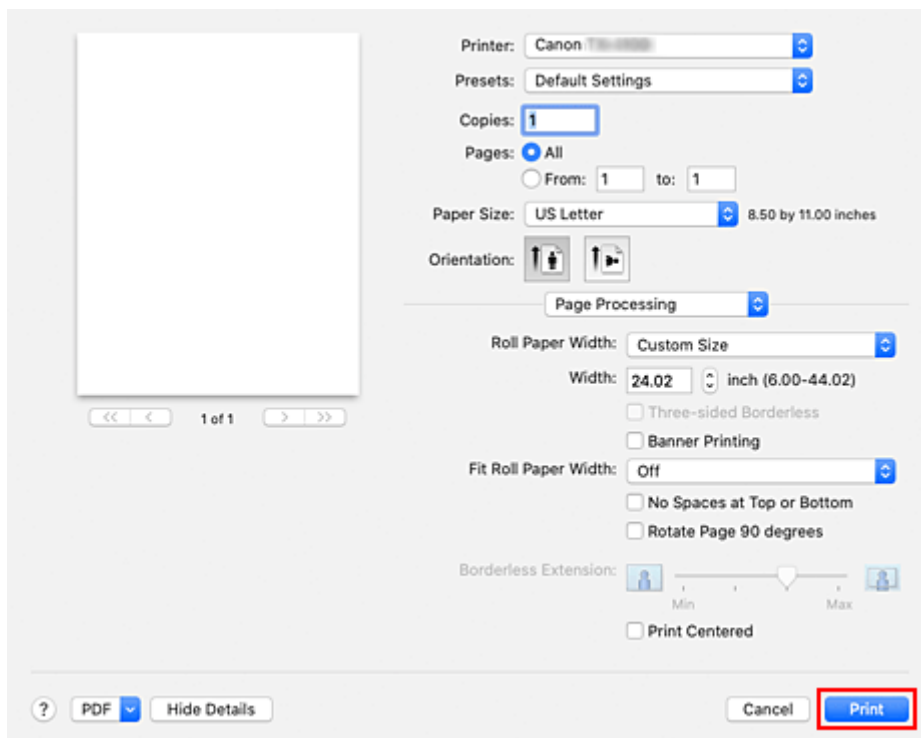 Printer: Canon
Presets: Default Settings
Copies: 1
Pages: All
From: 1 to: 1
Paper Size: US Letter 8.50 by 11.00 inches
Orientation:
Page Processing
Roll Paper Width: Custom Size
Width: 24.02 inch (6.00-44.02)
Three-sided Borderless
<< < 1 of 1 > >>
Banner Printing
Fit Roll Paper Width: Off
No Spaces at Top or Bottom
Rotate Page 90 degrees
Borderless Extension:
Min Max
Print Centered
? PDF Hide Details Cancel Print